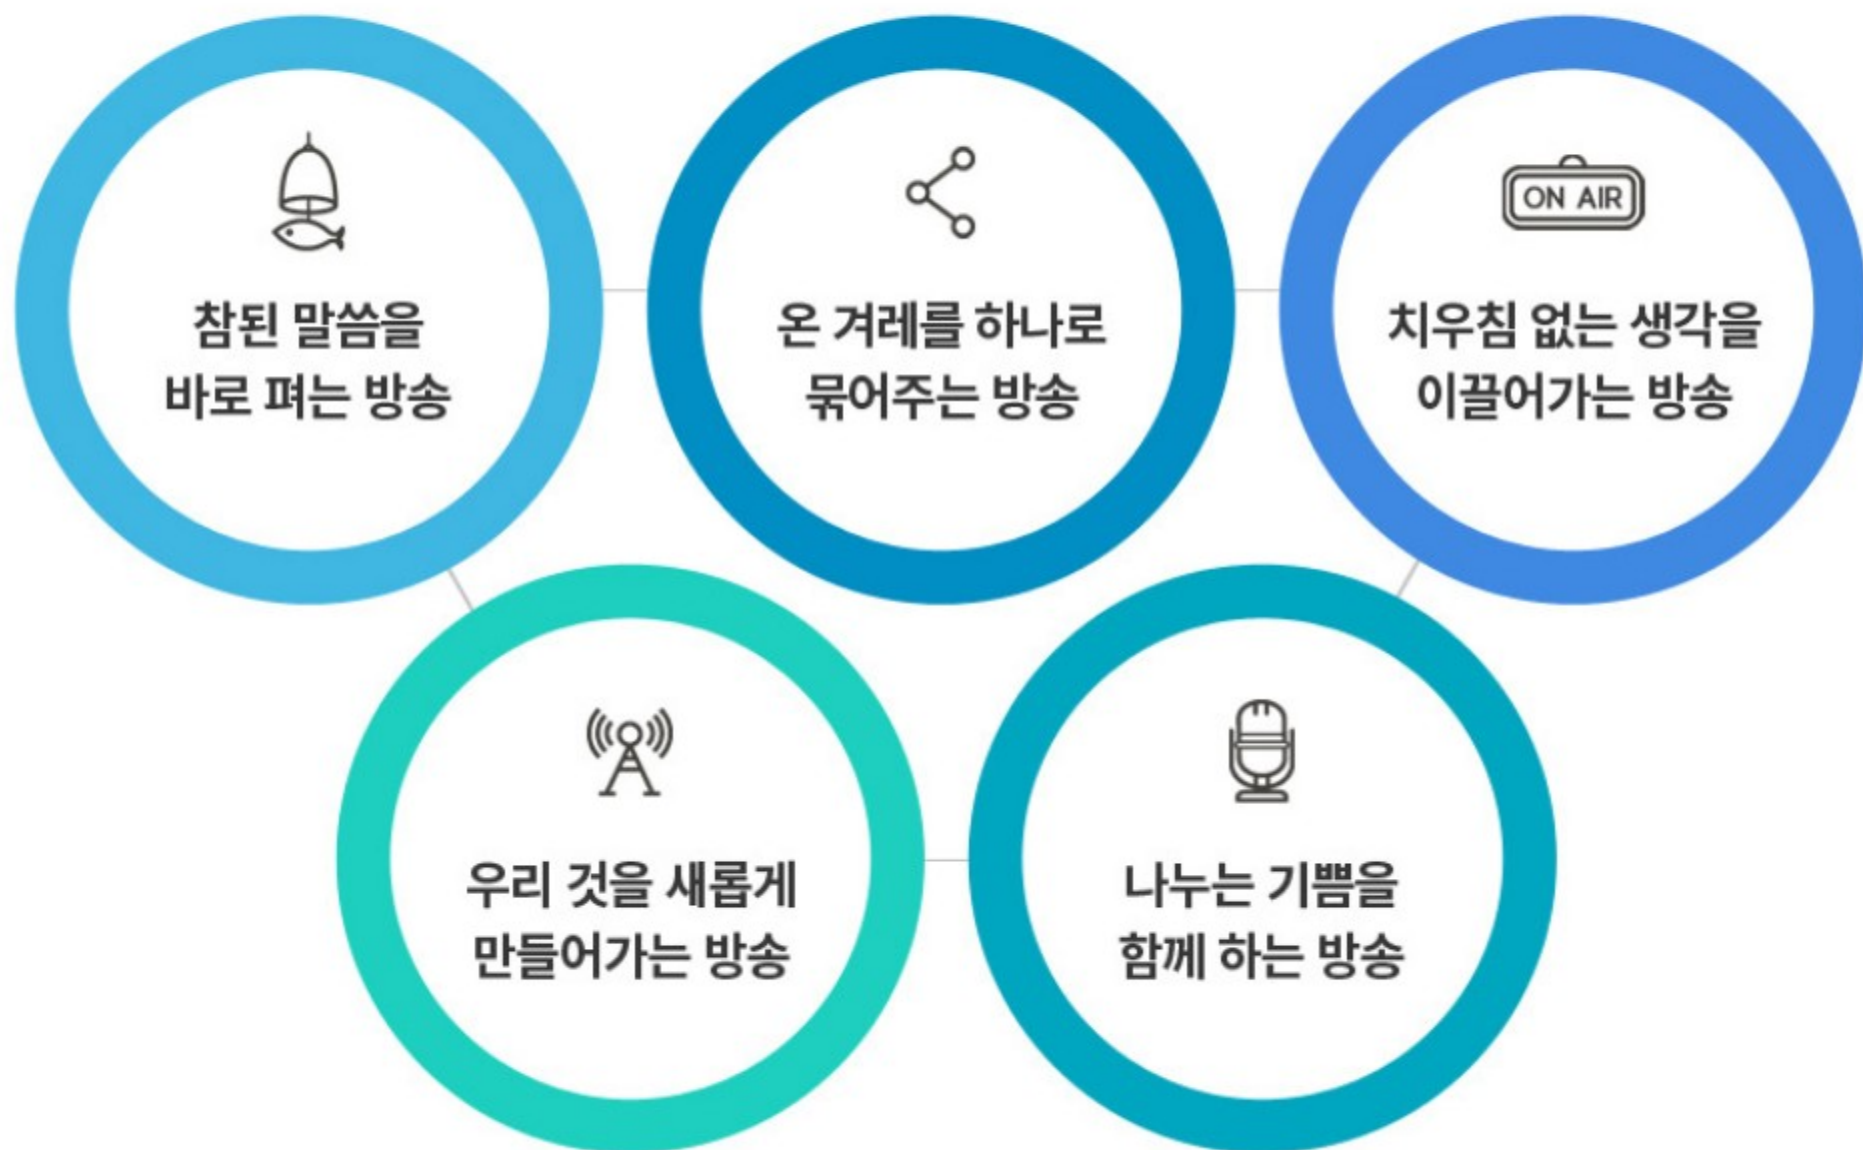 참된 말씀을
바로 펴는 방송
온 겨레를 하나로
묶어주는 방송
ON AIR
치우침 없는 생각을
이끌어가는 방송
우리 것을 새롭게
만들어가는 방송
나누는 기쁨을
함께 하는 방송